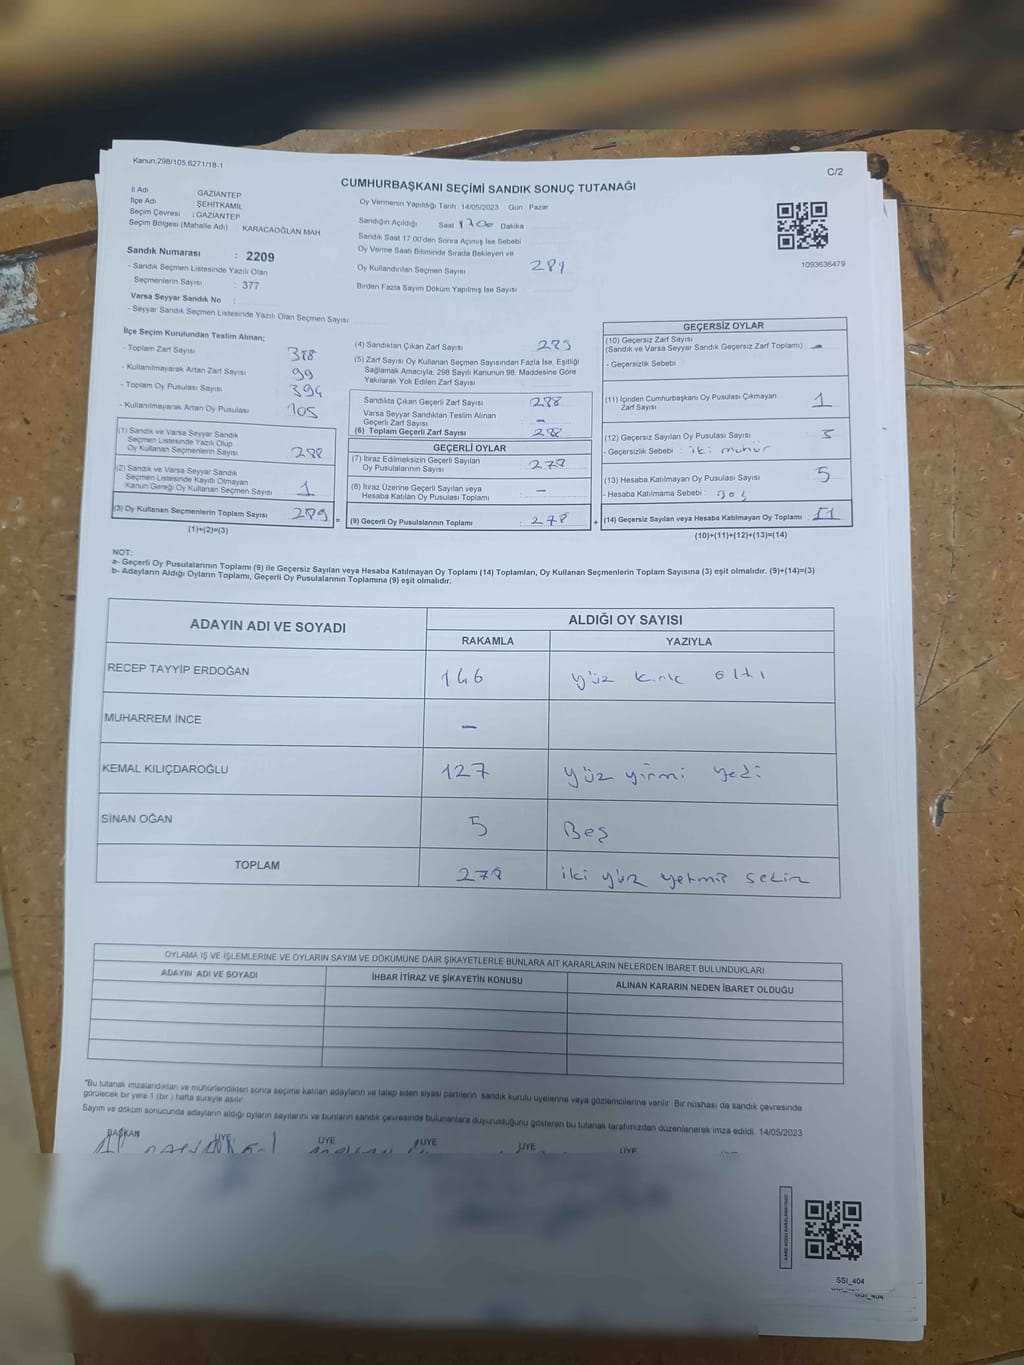 Kanun,298/105,6271/18-1
C/2
CUMHURBAŞKANI SEÇİMİ SANDIK SONUÇ TUTANAĞI
İl Adı GAZİANTEP
İlçe Adı ŞEHİTKAMİL
Seçim Çevresi : GAZİANTEP
Seçim Bölgesi (Mahalle Adı) KARACAOĞLAN MAH
Sandık Numarası : 2209
- Sandık Seçmen Listesinde Yazılı Olan
Seçmenlerin Sayısı : 377
Varsa Seyyar Sandık No :
- Seyyar Sandık Seçmen Listesinde Yazılı Olan Seçmen Sayısı
Oy Vermenin Yapıldığı Tarih : 14/05/2023 Gün : Pazar
Sandığın Açıldığı Saat 1700 Dakika
Sandık Saat 17.00'den Sonra Açımış İse Sebebi
Oy Verme Saati Bitiminde Sırada Bekleyen ve
Oy Kullandırılan Seçmen Sayısı
Birden Fazla Sayım Döküm Yapılmış İse Sayısı
1093636479
İlçe Seçim Kurulundan Teslim Alınan;
- Toplam Zarf Sayısı 388
- Kullanılmayarak Artan Zarf Sayısı 99
- Toplam Oy Pusulası Sayısı 394
- Kullanılmayarak Artan Oy Pusulası 105
(1) Sandık ve Varsa Seyyar Sandık
Seçmen Listesinde Yazılı Olup
Oy Kullanan Seçmenlerin Sayısı 288
(2) Sandık ve Varsa Seyyar Sandık
Seçmen Listesinde Kayıtlı Olmayan
Kanun Gereği Oy Kullanan Seçmen Sayısı 1
(3) Oy Kullanan Seçmenlerin Toplam Sayısı 289 =
(1)+(2)=(3)
(4) Sandıktan Çıkan Zarf Sayısı : 289
(5) Zarf Sayısı Oy Kullanan Seçmen Sayısından Fazla İse, Eşitliği
Sağlamak Amacıyla; 298 Sayılı Kanunun 98. Maddesine Göre
Yakılarak Yok Edilen Zarf Sayısı
Sandıkta Çıkan Geçerli Zarf Sayısı : 288
Varsa Seyyar Sandıktan Teslim Alınan
Geçerli Zarf Sayısı : -
(6) Toplam Geçerli Zarf Sayısı : 288
GEÇERLİ OYLAR
(7) İtiraz Edilmeksizin Geçerli Sayılan
Oy Pusulalarının Sayısı : 278
(8) İtiraz Üzerine Geçerli Sayılan veya
Hesaba Katılan Oy Pusulası Toplamı : -
(9) Geçerli Oy Pusulalarının Toplamı : 278 +
GEÇERSİZ OYLAR
(10) Geçersiz Zarf Sayısı
(Sandık ve Varsa Seyyar Sandık Geçersiz Zarf Toplamı) -
- Geçersizlik Sebebi :
(11) İçinden Cumhurbaşkanı Oy Pusulası Çıkmayan
Zarf Sayısı 1
(12) Geçersiz Sayılan Oy Pusulası Sayısı : 5
- Geçersizlik Sebebi : iki mühür
(13) Hesaba Katılmayan Oy Pusulası Sayısı : 5
- Hesaba Katılmama Sebebi : Boş
(14) Geçersiz Sayılan veya Hesaba Katılmayan Oy Toplamı : 11
(10)+(11)+(12)+(13)=(14)
NOT:
a- Geçerli Oy Pusulalarının Toplamı (9) ile Geçersiz Sayılan veya Hesaba Katılmayan Oy Toplamı (14) Toplamları, Oy Kullanan Seçmenlerin Toplam Sayısına (3) eşit olmalıdır. (9)+(14)=(3)
b- Adayların Aldığı Oyların Toplamı, Geçerli Oy Pusulalarının Toplamına (9) eşit olmalıdır.
ADAYIN ADI VE SOYADI ALDIĞI OY SAYISI
RAKAMLA YAZIYLA
RECEP TAYYİP ERDOĞAN 146 yüz kırk altı
MUHARREM İNCE -
KEMAL KILIÇDAROĞLU 127 yüz yirmi yedi
SİNAN OĞAN 5 Beş
TOPLAM 278 iki yüz yetmiş sekiz
OYLAMA İŞ VE İŞLEMLERİNE VE OYLARIN SAYIM VE DÖKÜMÜNE DAİR ŞİKAYETLERLE BUNLARA AİT KARARLARIN NELERDEN İBARET BULUNDUKLARI
ADAYIN ADI VE SOYADI İHBAR İTİRAZ VE ŞİKAYETİN KONUSU ALINAN KARARIN NEDEN İBARET OLDUĞU
*Bu tutanak imzalandıktan ve mühürlendikten sonra seçime katılan adayların ve talep eden siyasi partilerin sandık kurulu üyelerine veya gözlemcilerine verilir. Bir nüshası da sandık çevresinde
görülecek bir yere 1 (bir ) hafta süreyle asılır.
Sayım ve döküm sonucunda adayların aldığı oyların sayılarını ve bunların sandık çevresinde bulunanlara duyurulduğunu gösteren bu tutanak tarafımızdan düzenlenerek imza edildi. 14/05/2023
BAŞKAN ÜYE ÜYE ÜYE ÜYE ÜYE
SSI_404